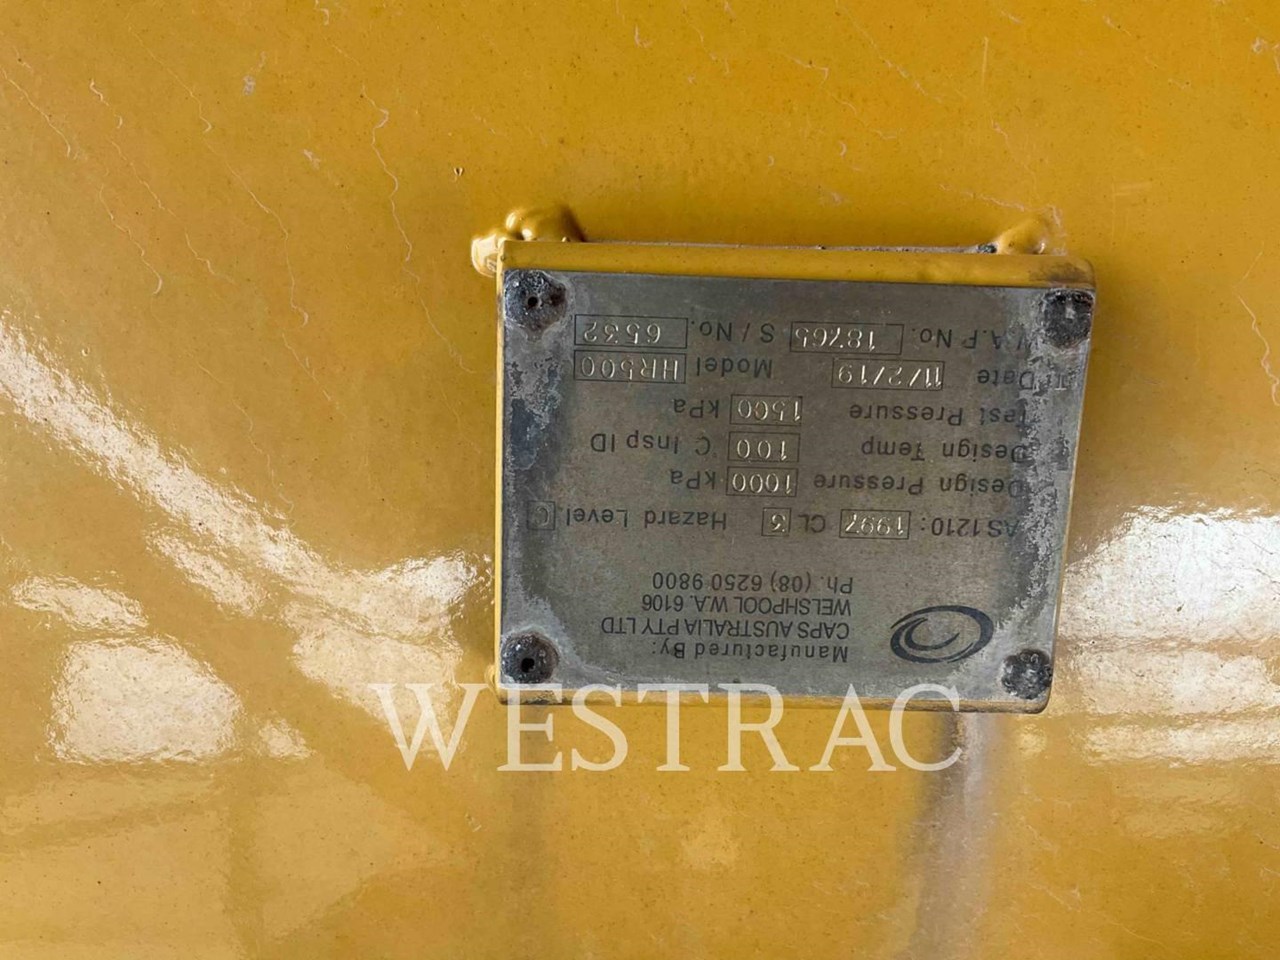 Manufactured By:
CAPS AUSTRALIA PTY LTD
WELSHPOOL W.A. 6106
Ph. (08) 6250 9800
AS 1210: 1997 CL 3 Hazard Level. C
Design Pressure 1000 kPa
Design Temp 100 °C Insp ID
Test Pressure 1500 kPa
Date 11/2/19 Model HR500
W.A.P No. 18765 S / No. 6532
WESTRAC